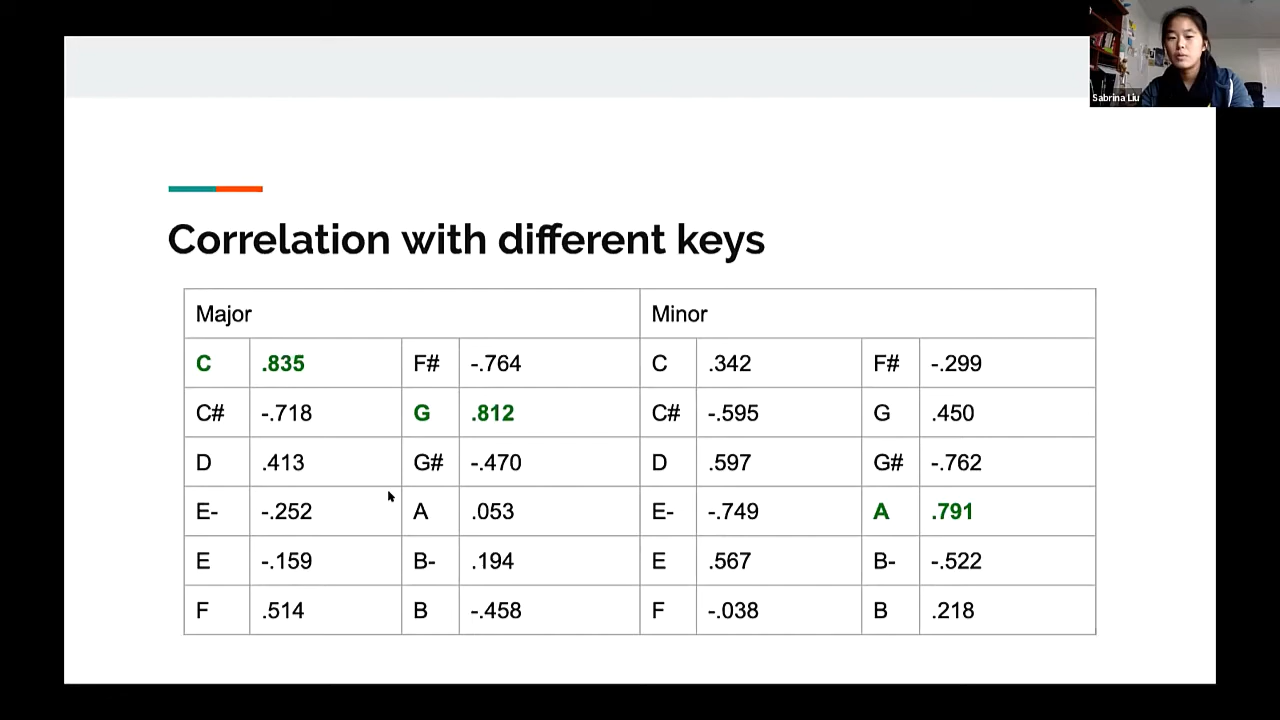 Sabrina Liu
Correlation with different keys
Major Minor
C .835 F# -.764 C .342 F# -.299
C# -.718 G .812 C# -.595 G .450
D .413 G# -.470 D .597 G# -.762
E- -.252 A .053 E- -.749 A .791
E -.159 B- .194 E .567 B- -.522
F .514 B -.458 F -.038 B .218